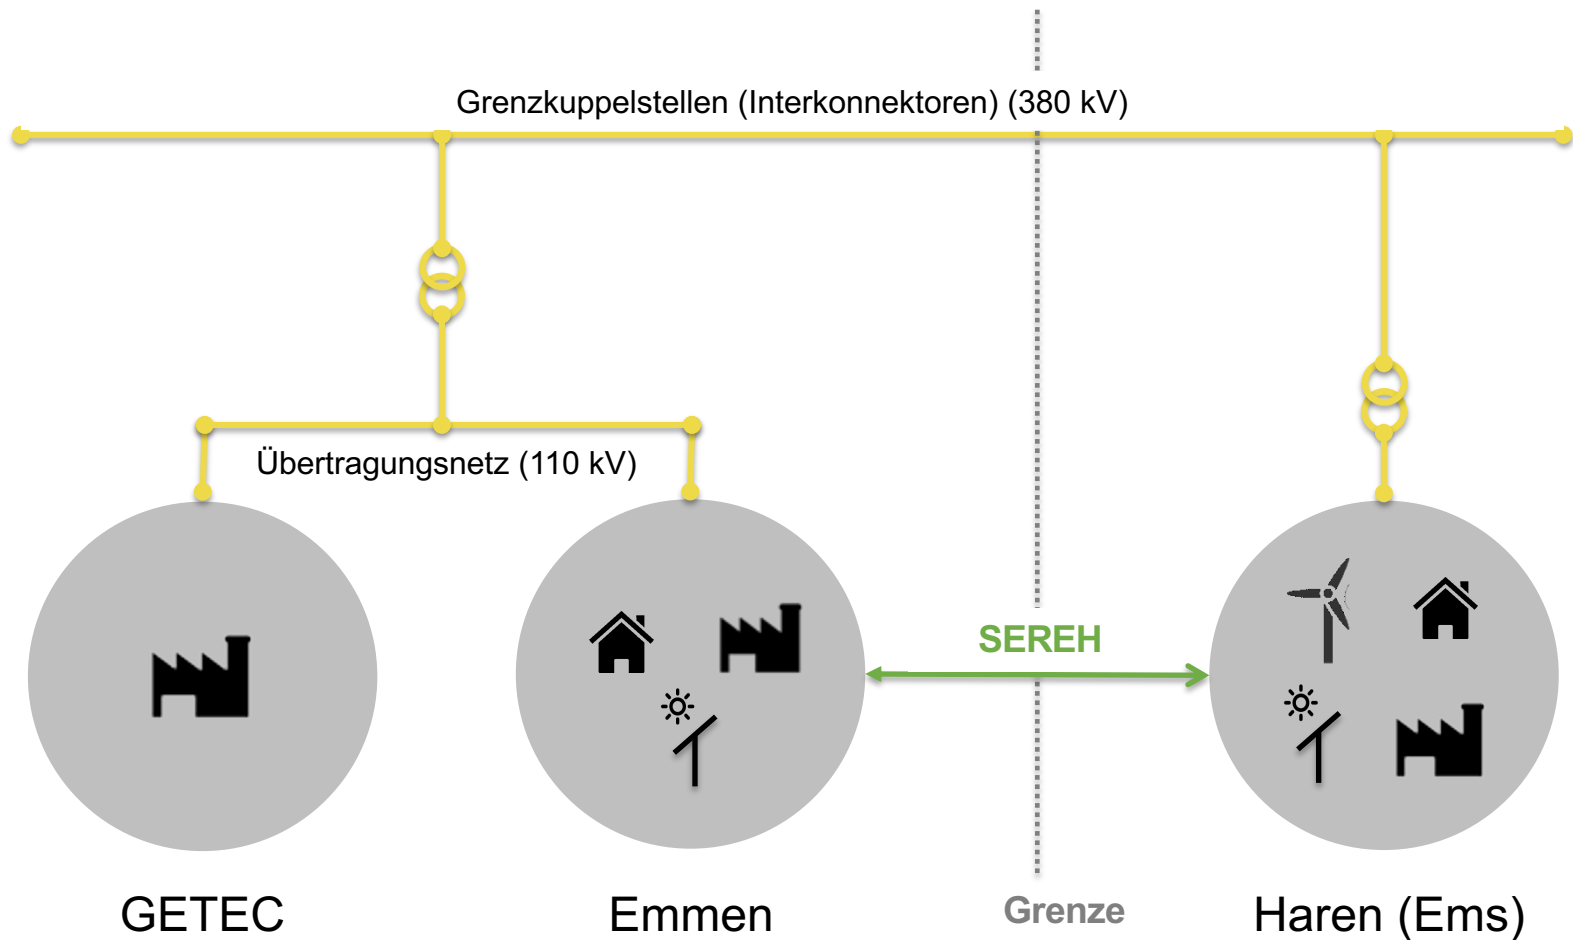 Grenzkuppelstellen (Interkonnektoren) (380 kV)
Übertragungsnetz (110 kV)
SEREH
GETEC
Emmen
Grenze
Haren (Ems)